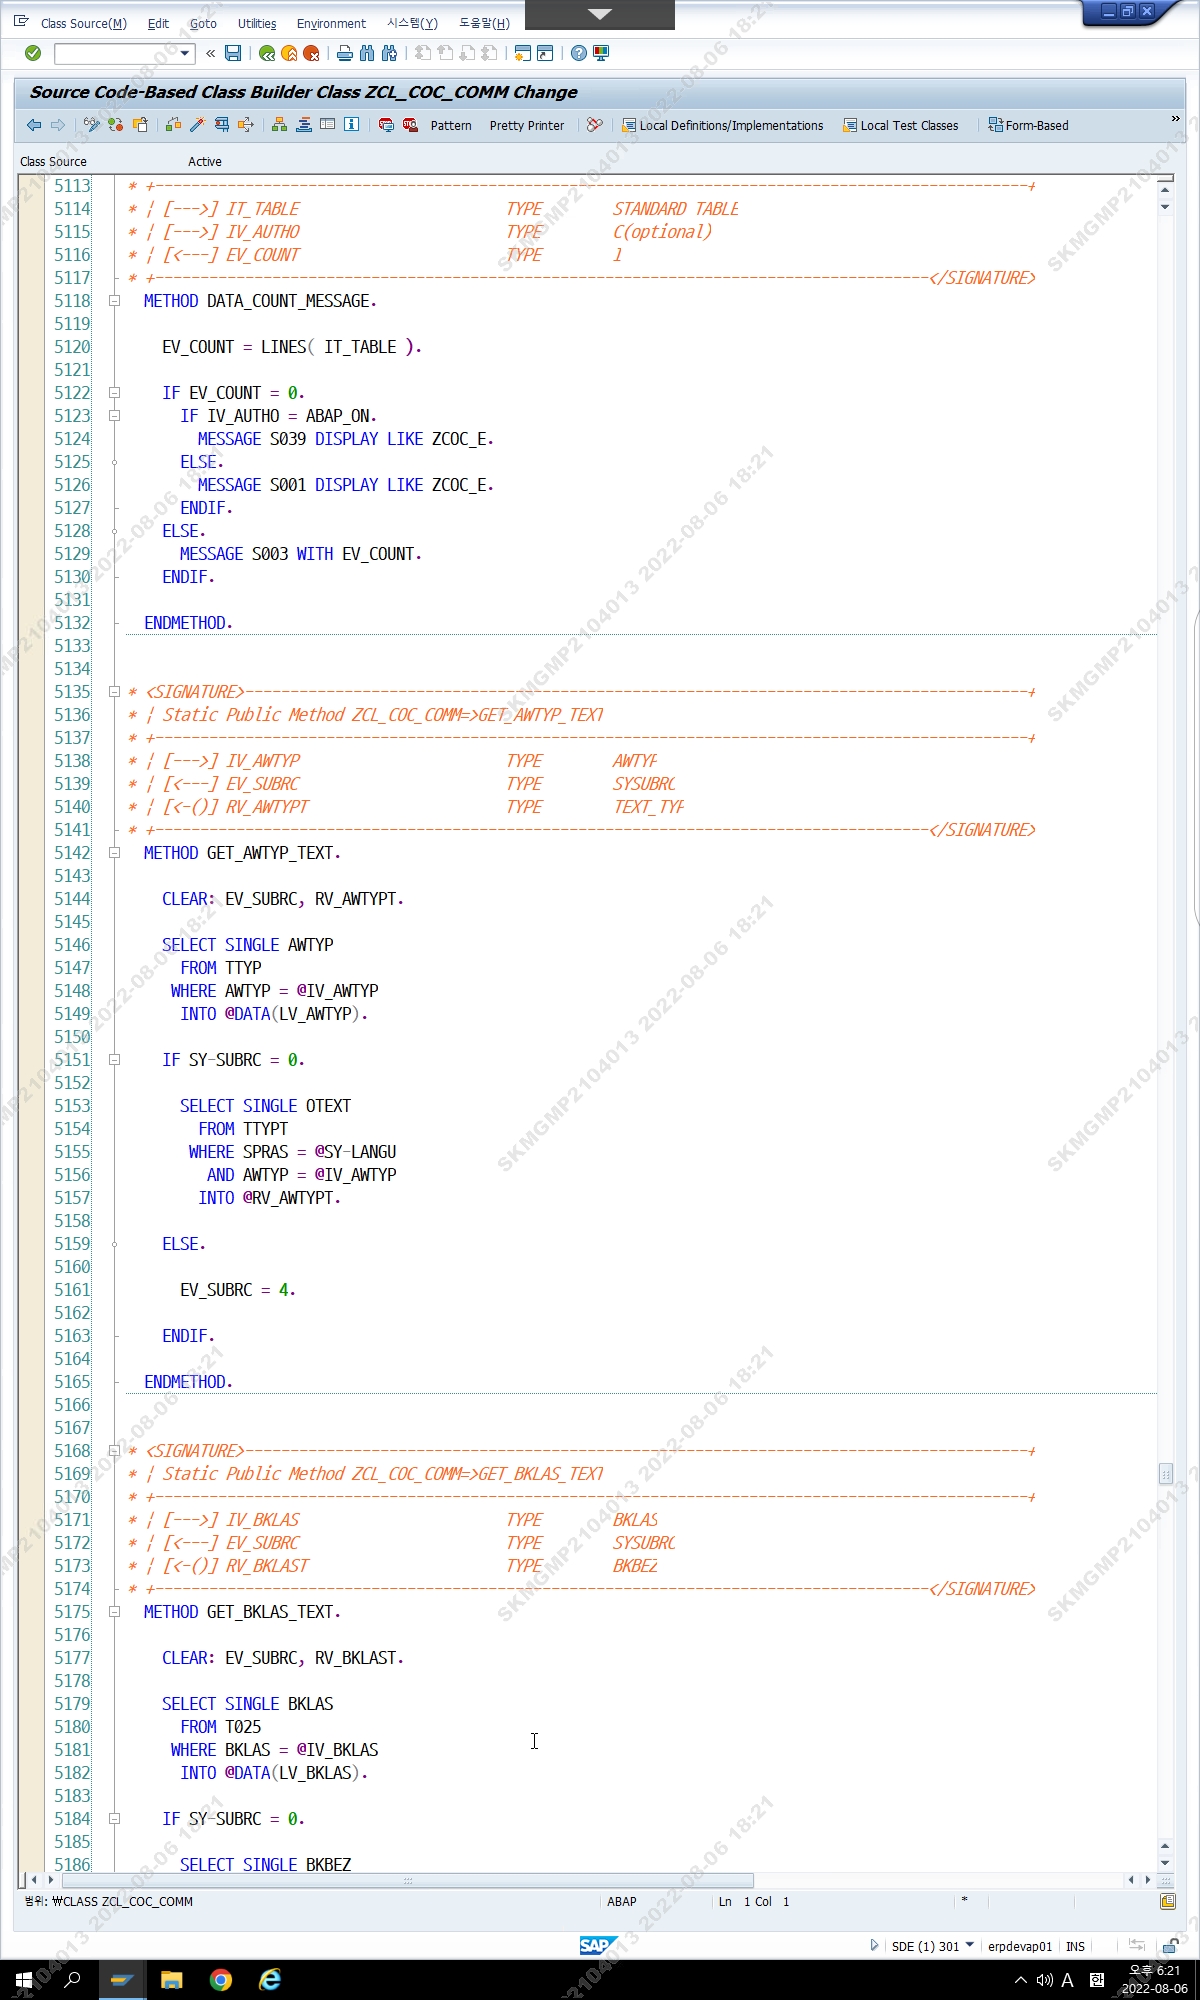 Class Source(M) Edit Goto Utilities Environment 시스템(Y) 도움말(H)
Source Code-Based Class Builder Class ZCL_COC_COMM Change
Pattern Pretty Printer Local Definitions/Implementations Local Test Classes Form-Based
Class Source Active
5113 * +-------------------------------------------------------------------------------------------------+
5114 * ¦ [--->] IT_TABLE TYPE STANDARD TABLE
5115 * ¦ [--->] IV_AUTHO TYPE C(optional)
5116 * ¦ [<---] EV_COUNT TYPE I
5117 * +--------------------------------------------------------------------------------------</SIGNATURE>
5118 METHOD DATA_COUNT_MESSAGE.
5119
5120 EV_COUNT = LINES( IT_TABLE ).
5121
5122 IF EV_COUNT = 0.
5123 IF IV_AUTHO = ABAP_ON.
5124 MESSAGE S039 DISPLAY LIKE ZCOC_E.
5125 ELSE.
5126 MESSAGE S001 DISPLAY LIKE ZCOC_E.
5127 ENDIF.
5128 ELSE.
5129 MESSAGE S003 WITH EV_COUNT.
5130 ENDIF.
5131
5132 ENDMETHOD.
5133
5134
5135 * <SIGNATURE>---------------------------------------------------------------------------------------+
5136 * ¦ Static Public Method ZCL_COC_COMM=>GET_AWTYP_TEXT
5137 * +-------------------------------------------------------------------------------------------------+
5138 * ¦ [--->] IV_AWTYP TYPE AWTYP
5139 * ¦ [<---] EV_SUBRC TYPE SYSUBRC
5140 * ¦ [<-()] RV_AWTYPT TYPE TEXT_TYP
5141 * +--------------------------------------------------------------------------------------</SIGNATURE>
5142 METHOD GET_AWTYP_TEXT.
5143
5144 CLEAR: EV_SUBRC, RV_AWTYPT.
5145
5146 SELECT SINGLE AWTYP
5147 FROM TTYP
5148 WHERE AWTYP = @IV_AWTYP
5149 INTO @DATA(LV_AWTYP).
5150
5151 IF SY-SUBRC = 0.
5152
5153 SELECT SINGLE OTEXT
5154 FROM TTYPT
5155 WHERE SPRAS = @SY-LANGU
5156 AND AWTYP = @IV_AWTYP
5157 INTO @RV_AWTYPT.
5158
5159 ELSE.
5160
5161 EV_SUBRC = 4.
5162
5163 ENDIF.
5164
5165 ENDMETHOD.
5166
5167
5168 * <SIGNATURE>---------------------------------------------------------------------------------------+
5169 * ¦ Static Public Method ZCL_COC_COMM=>GET_BKLAS_TEXT
5170 * +-------------------------------------------------------------------------------------------------+
5171 * ¦ [--->] IV_BKLAS TYPE BKLAS
5172 * ¦ [<---] EV_SUBRC TYPE SYSUBRC
5173 * ¦ [<-()] RV_BKLAST TYPE BKBEZ
5174 * +--------------------------------------------------------------------------------------</SIGNATURE>
5175 METHOD GET_BKLAS_TEXT.
5176
5177 CLEAR: EV_SUBRC, RV_BKLAST.
5178
5179 SELECT SINGLE BKLAS
5180 FROM T025
5181 WHERE BKLAS = @IV_BKLAS
5182 INTO @DATA(LV_BKLAS).
5183
5184 IF SY-SUBRC = 0.
5185
5186 SELECT SINGLE BKBEZ
범위: ₩CLASS ZCL_COC_COMM ABAP Ln 1 Col 1 *
SAP SDE (1) 301 erpdevap01 INS
A 한 오후 6:21
2022-08-06
SKMGMP2104013 2022-08-06 18:21